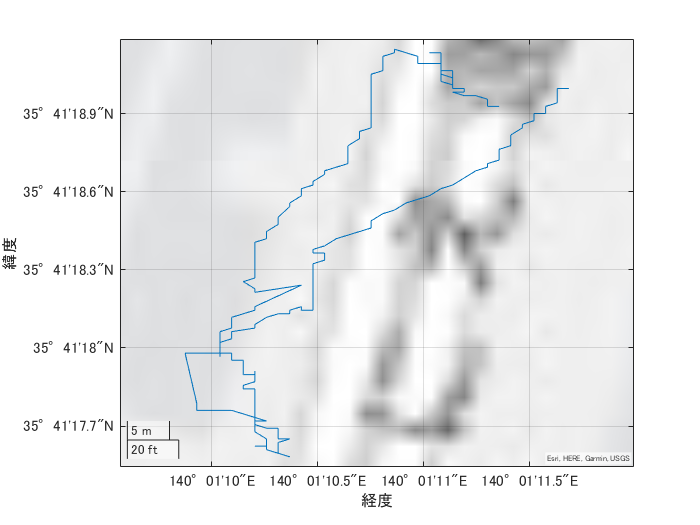 35° 41'18.9"N
35° 41'18.6"N
35° 41'18.3"N
35° 41'18"N
35° 41'17.7"N
緯度
5 m
20 ft
Esri, HERE, Garmin, USGS
140° 01'10"E 140° 01'10.5"E 140° 01'11"E 140° 01'11.5"E
経度